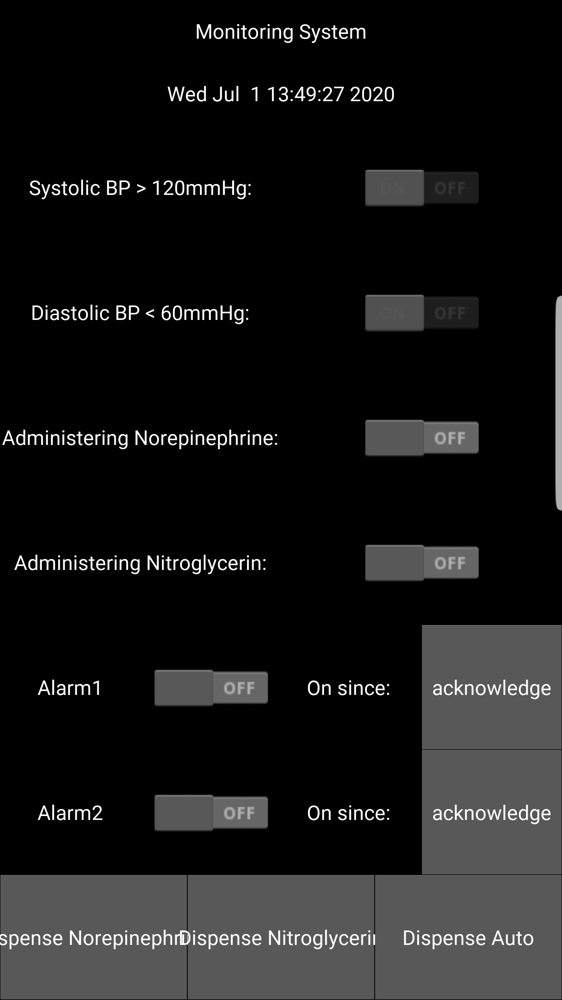 Monitoring System
Wed Jul  1 13:49:27 2020
Systolic BP > 120mmHg: ON OFF
Diastolic BP < 60mmHg: ON OFF
Administering Norepinephrine: OFF
Administering Nitroglycerin: OFF
Alarm1 OFF On since: acknowledge
Alarm2 OFF On since: acknowledge
spense Norepinephri Dispense Nitroglycerin Dispense Auto